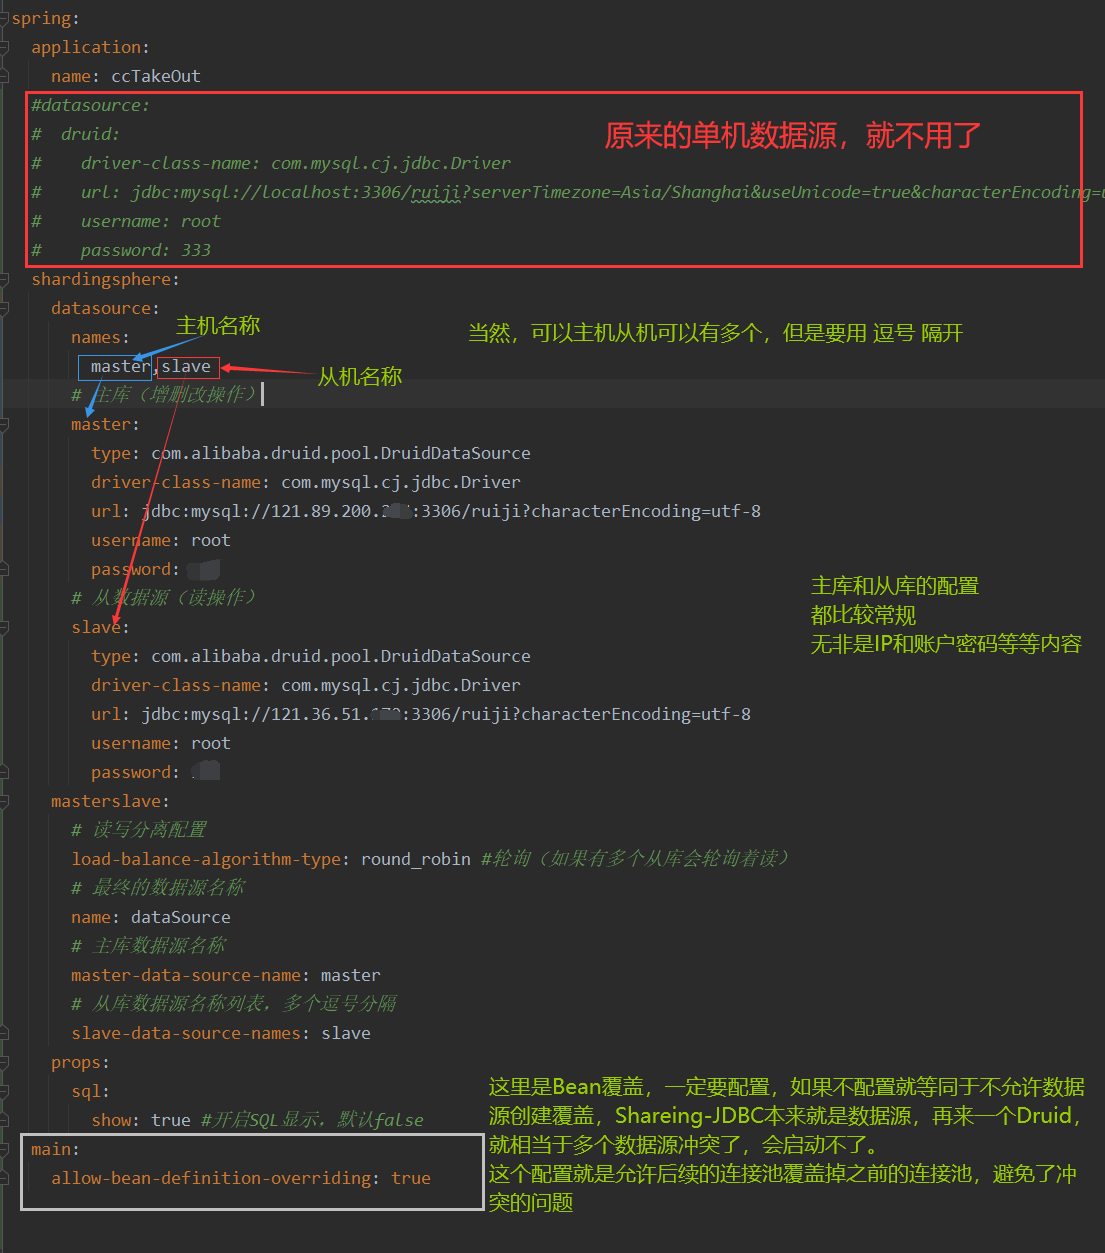 spring:
application:
name: ccTakeOut
#datasource:
# druid:
原来的单机数据源，就不用了
# driver-class-name: com.mysql.cj.jdbc.Driver
# url: jdbc:mysql://localhost:3306/ruiji?serverTimezone=Asia/Shanghai&useUnicode=true&characterEncoding=u
# username: root
# password: 333
shardingsphere:
datasource:
主机名称
names:
当然，可以主机从机可以有多个，但是要用 逗号 隔开
master,slave
从机名称
# 主库（增删改操作）
master:
type: com.alibaba.druid.pool.DruidDataSource
driver-class-name: com.mysql.cj.jdbc.Driver
url: jdbc:mysql://121.89.200. :3306/ruiji?characterEncoding=utf-8
username: root
password:
# 从数据源（读操作）
主库和从库的配置
都比较常规
无非是IP和账户密码等等内容
slave:
type: com.alibaba.druid.pool.DruidDataSource
driver-class-name: com.mysql.cj.jdbc.Driver
url: jdbc:mysql://121.36.51. :3306/ruiji?characterEncoding=utf-8
username: root
password:
masterslave:
# 读写分离配置
load-balance-algorithm-type: round_robin #轮询（如果有多个从库会轮询着读）
# 最终的数据源名称
name: dataSource
# 主库数据源名称
master-data-source-name: master
# 从库数据源名称列表，多个逗号分隔
slave-data-source-names: slave
props:
sql:
show: true #开启SQL显示，默认false
main:
allow-bean-definition-overriding: true
这里是Bean覆盖，一定要配置，如果不配置就等同于不允许数据
源创建覆盖，Shareing-JDBC本来就是数据源，再来一个Druid，
就相当于多个数据源冲突了，会启动不了。
这个配置就是允许后续的连接池覆盖掉之前的连接池，避免了冲
突的问题